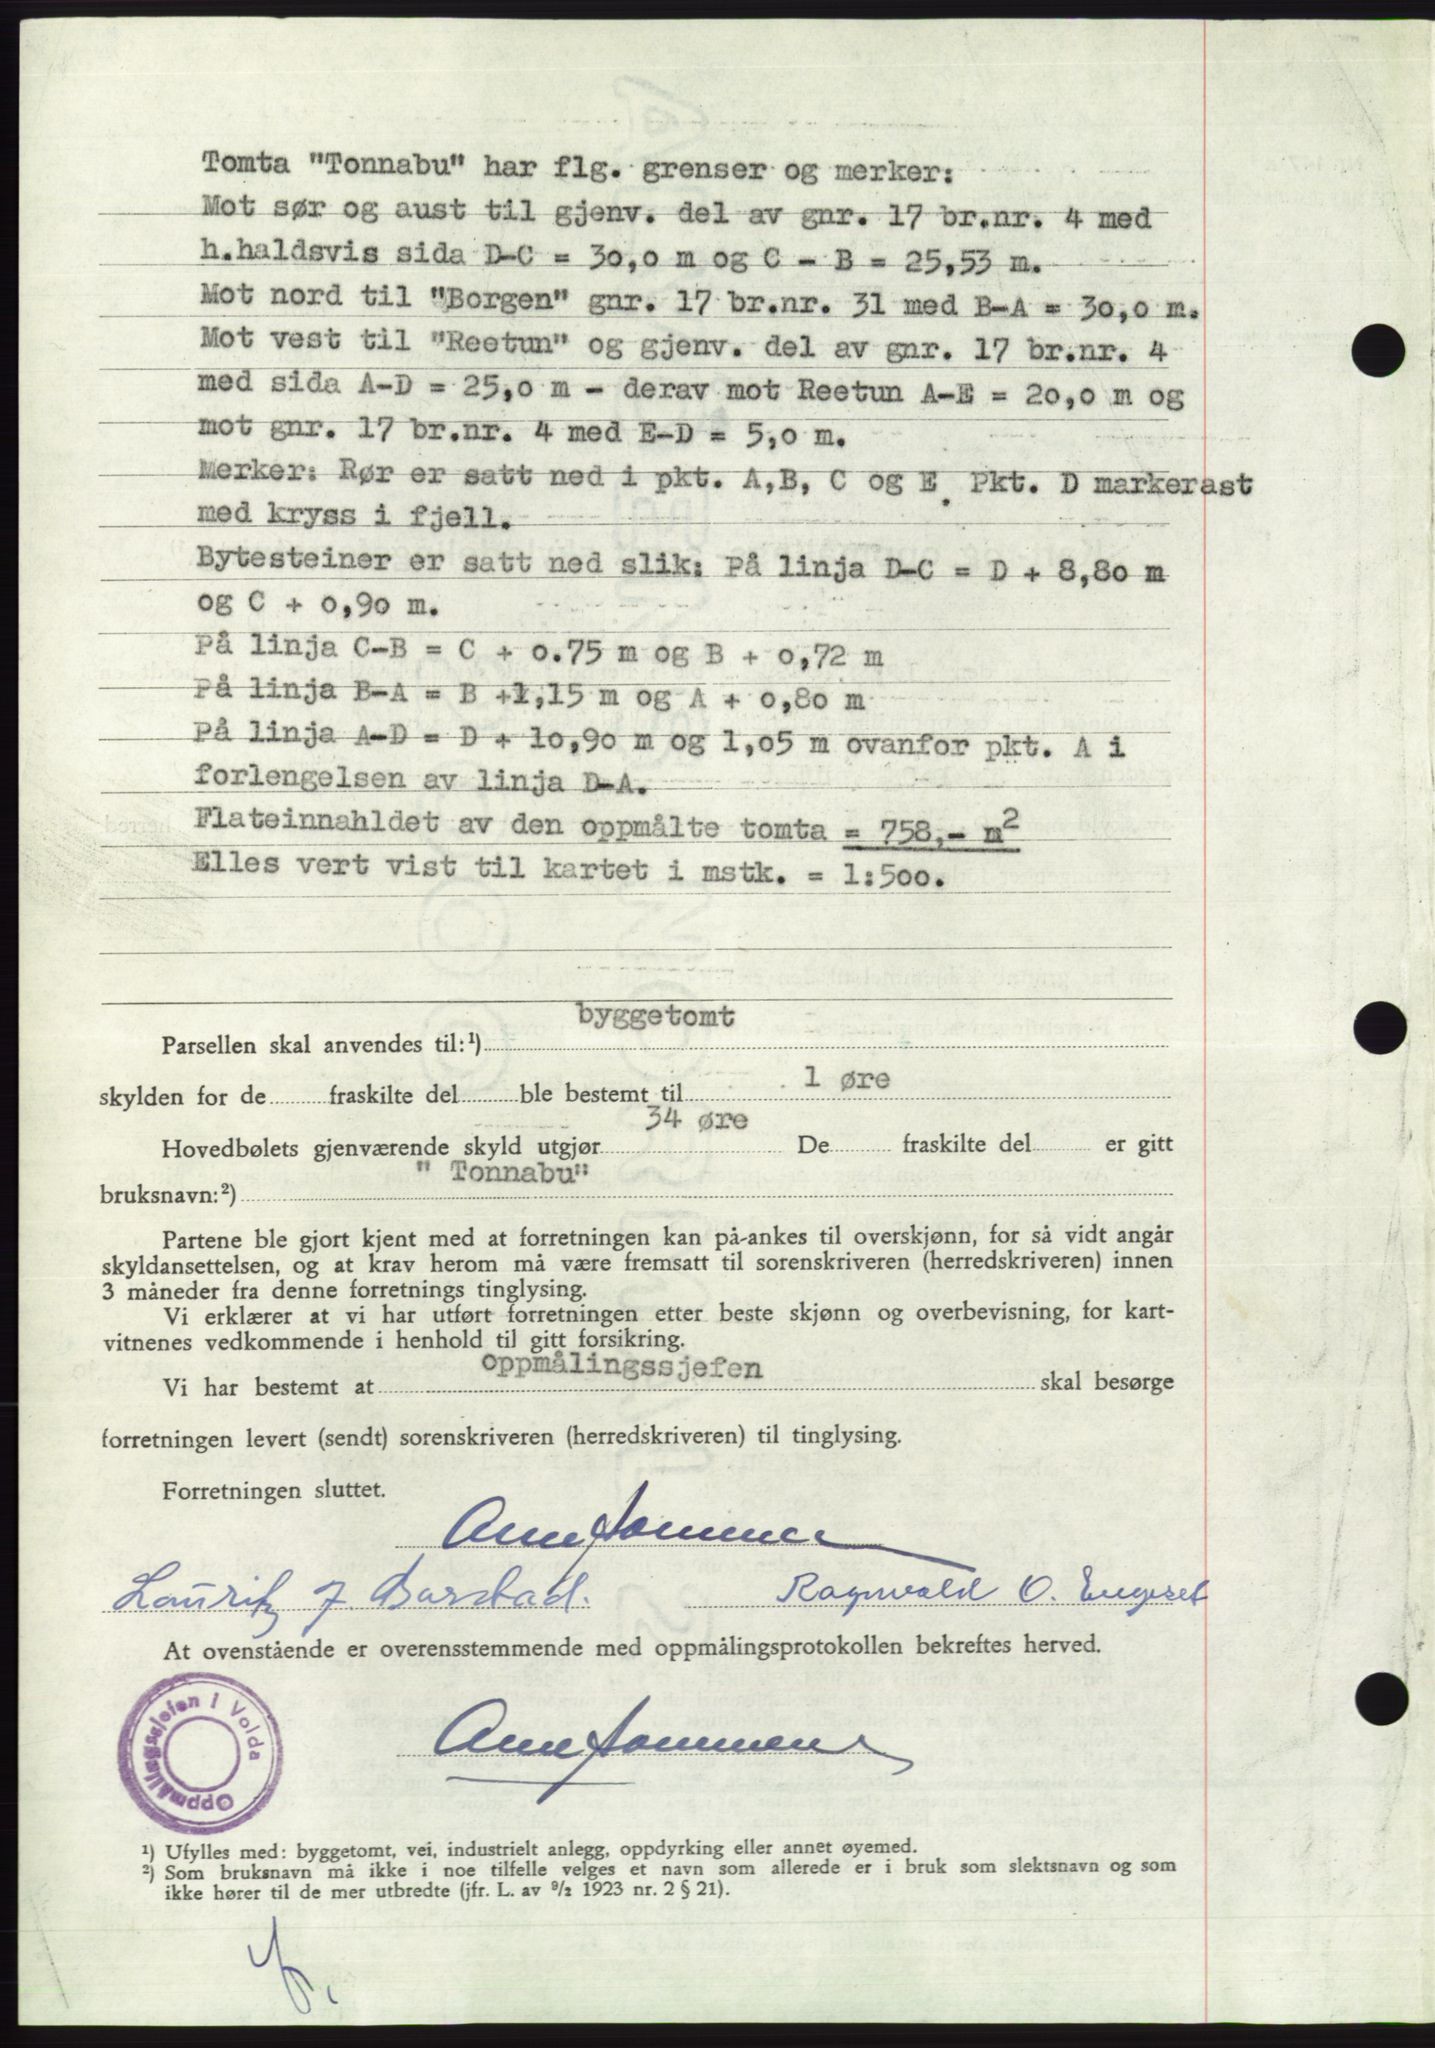 Tomta "Tonnabu" har flg. grenser og merker:
Mot sør og aust til gjenv. del av gnr. 17 br.nr. 4 med
h.haldsvis sida D-C = 30,0 m og C - B = 25,53 m.
Mot nord til "Borgen" gnr. 17 br.nr. 31 med B-A = 30,0 m.
Mot vest til "Reetun" og gjenv. del av gnr. 17 br.nr. 4
med sida A-D = 25,0 m - derav mot Reetun A-E = 20,0 m og
mot gnr. 17 br.nr. 4 med E-D = 5,0 m.
Merker: Rør er satt ned i pkt. A,B, C og E. Pkt. D markerast
med kryss i fjell.
Bytesteiner er satt ned slik: På linja D-C = D + 8,80 m
og C + 0,90 m.
På linja C-B = C + 0.75 m og B + 0,72 m
På linja B-A = B +1,15 m og A + 0,80 m
På linja A-D = D + 10,90 m og 1,05 m ovanfor pkt. A i
forlengelsen av linja D-A.
Flateinnahldet av den oppmålte tomta = 758,- m2
Elles vert vist til kartet i mstk. = 1:500.
Parsellen skal anvendes til:¹) byggetomt
skylden for de fraskilte del ble bestemt til 1 øre
Hovedbølets gjenværende skyld utgjør 34 øre De fraskilte del er gitt
bruksnavn:²) " Tonnabu"
Partene ble gjort kjent med at forretningen kan på-ankes til overskjønn, for så vidt angår
skyldansettelsen, og at krav herom må være fremsatt til sorenskriveren (herredskriveren) innen
3 måneder fra denne forretnings tinglysing.
Vi erklærer at vi har utført forretningen etter beste skjønn og overbevisning, for kart-
vitnenes vedkommende i henhold til gitt forsikring.
Vi har bestemt at oppmålingssjefen skal besørge
forretningen levert (sendt) sorenskriveren (herredskriveren) til tinglysing.
Forretningen sluttet.
Lauritz J. Barstad. Ragnvald O. Engeset
At ovenstående er overensstemmende med oppmålingsprotokollen bekreftes herved.
Oppmålingssjefen i Volda
¹) Ufylles med: byggetomt, vei, industrielt anlegg, oppdyrking eller annet øyemed.
²) Som bruksnavn må ikke i noe tilfelle velges et navn som allerede er i bruk som slektsnavn og som
ikke hører til de mer utbredte (jfr. L. av 9/2 1923 nr. 2 § 21).